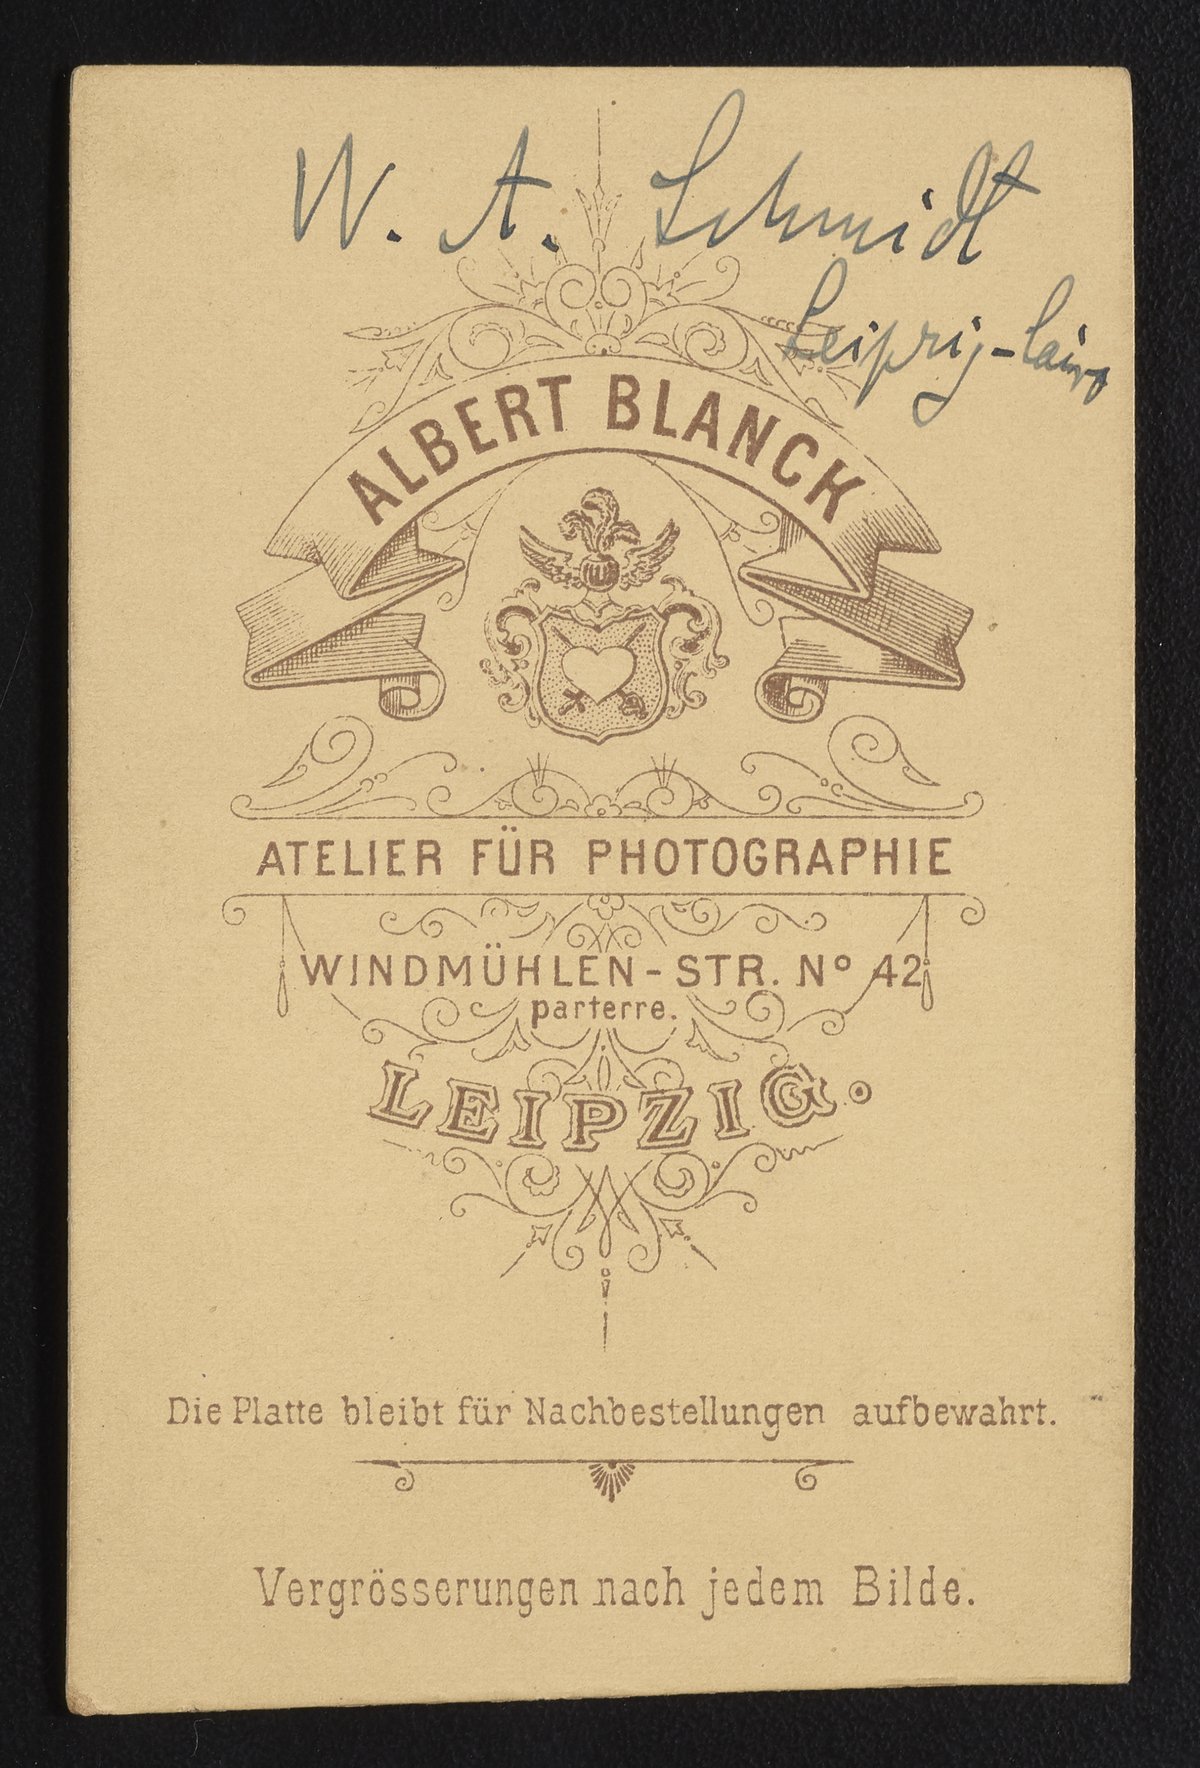 W. A. Schmidt
Leipzig-Cairo
ALBERT BLANCK
ATELIER FÜR PHOTOGRAPHIE
WINDMÜHLEN-STR. No 42
parterre.
LEIPZIG.
Die Platte bleibt für Nachbestellungen aufbewahrt.
Vergrösserungen nach jedem Bilde.